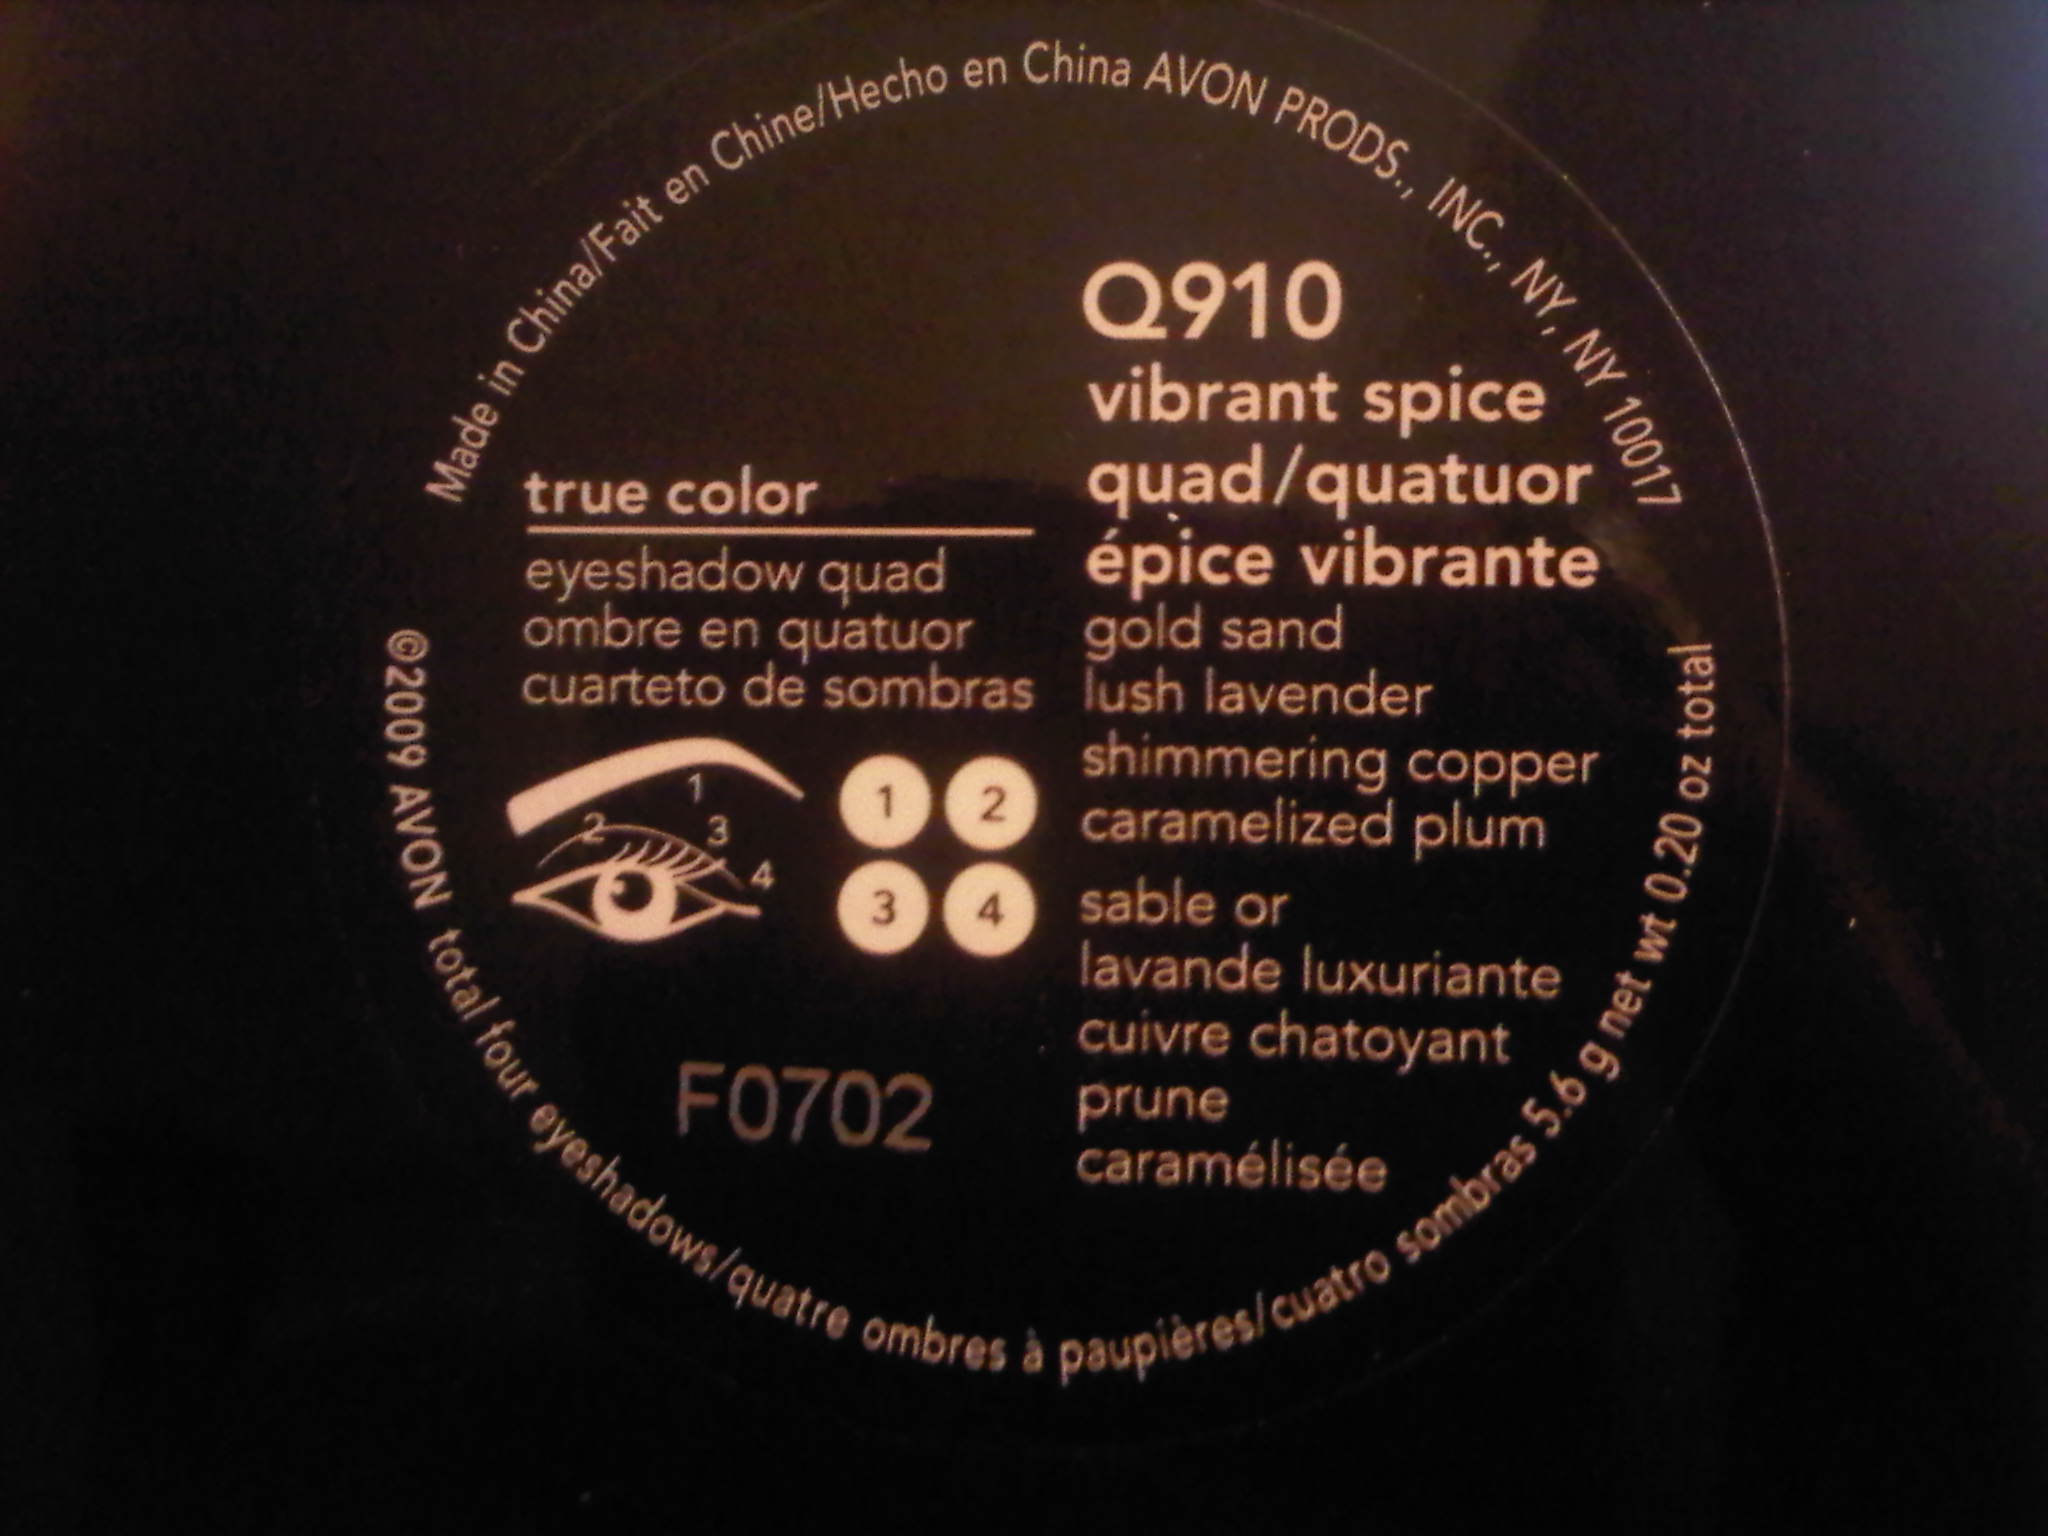 Made in China/Fait en Chine/Hecho en China AVON PRODS., INC., NY, NY 10017
true color
eyeshadow quad
ombre en quatuor
cuarteto de sombras
1
2
3
4
1 2
3 4
F0702
Q910
vibrant spice
quad/quatuor
épice vibrante
gold sand
lush lavender
shimmering copper
caramelized plum
sable or
lavande luxuriante
cuivre chatoyant
prune
caramélisée
©2009 AVON total four eyeshadows/quatre ombres à paupières/cuatro sombras 5.6 g net wt 0.20 oz total